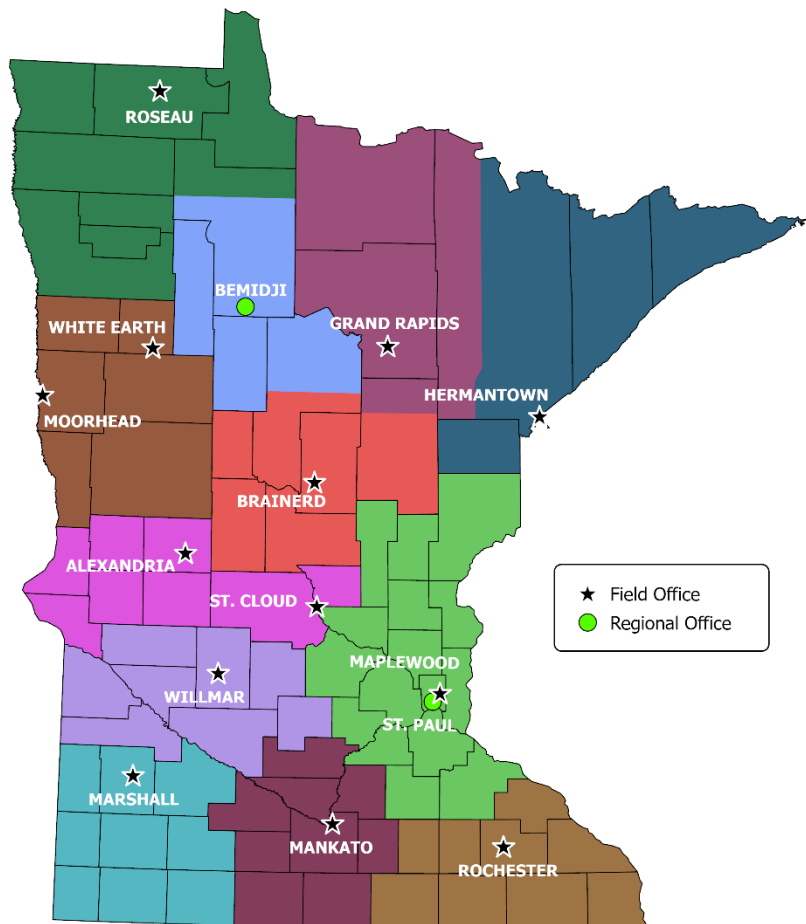 ROSEAU
BEMIDJI
WHITE EARTH
GRAND RAPIDS
HERMANTOWN
MOORHEAD
BRAINERD
ALEXANDRIA
ST. CLOUD
Field Office
Regional Office
MAPLEWOOD
WILLMAR
ST. PAUL
MARSHALL
MANKATO
ROCHESTER